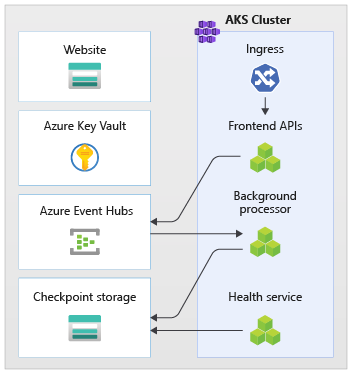 AKS Cluster
Website
Azure Key Vault
Azure Event Hubs
Checkpoint storage
Ingress
Frontend APIs
Background
processor
Health service